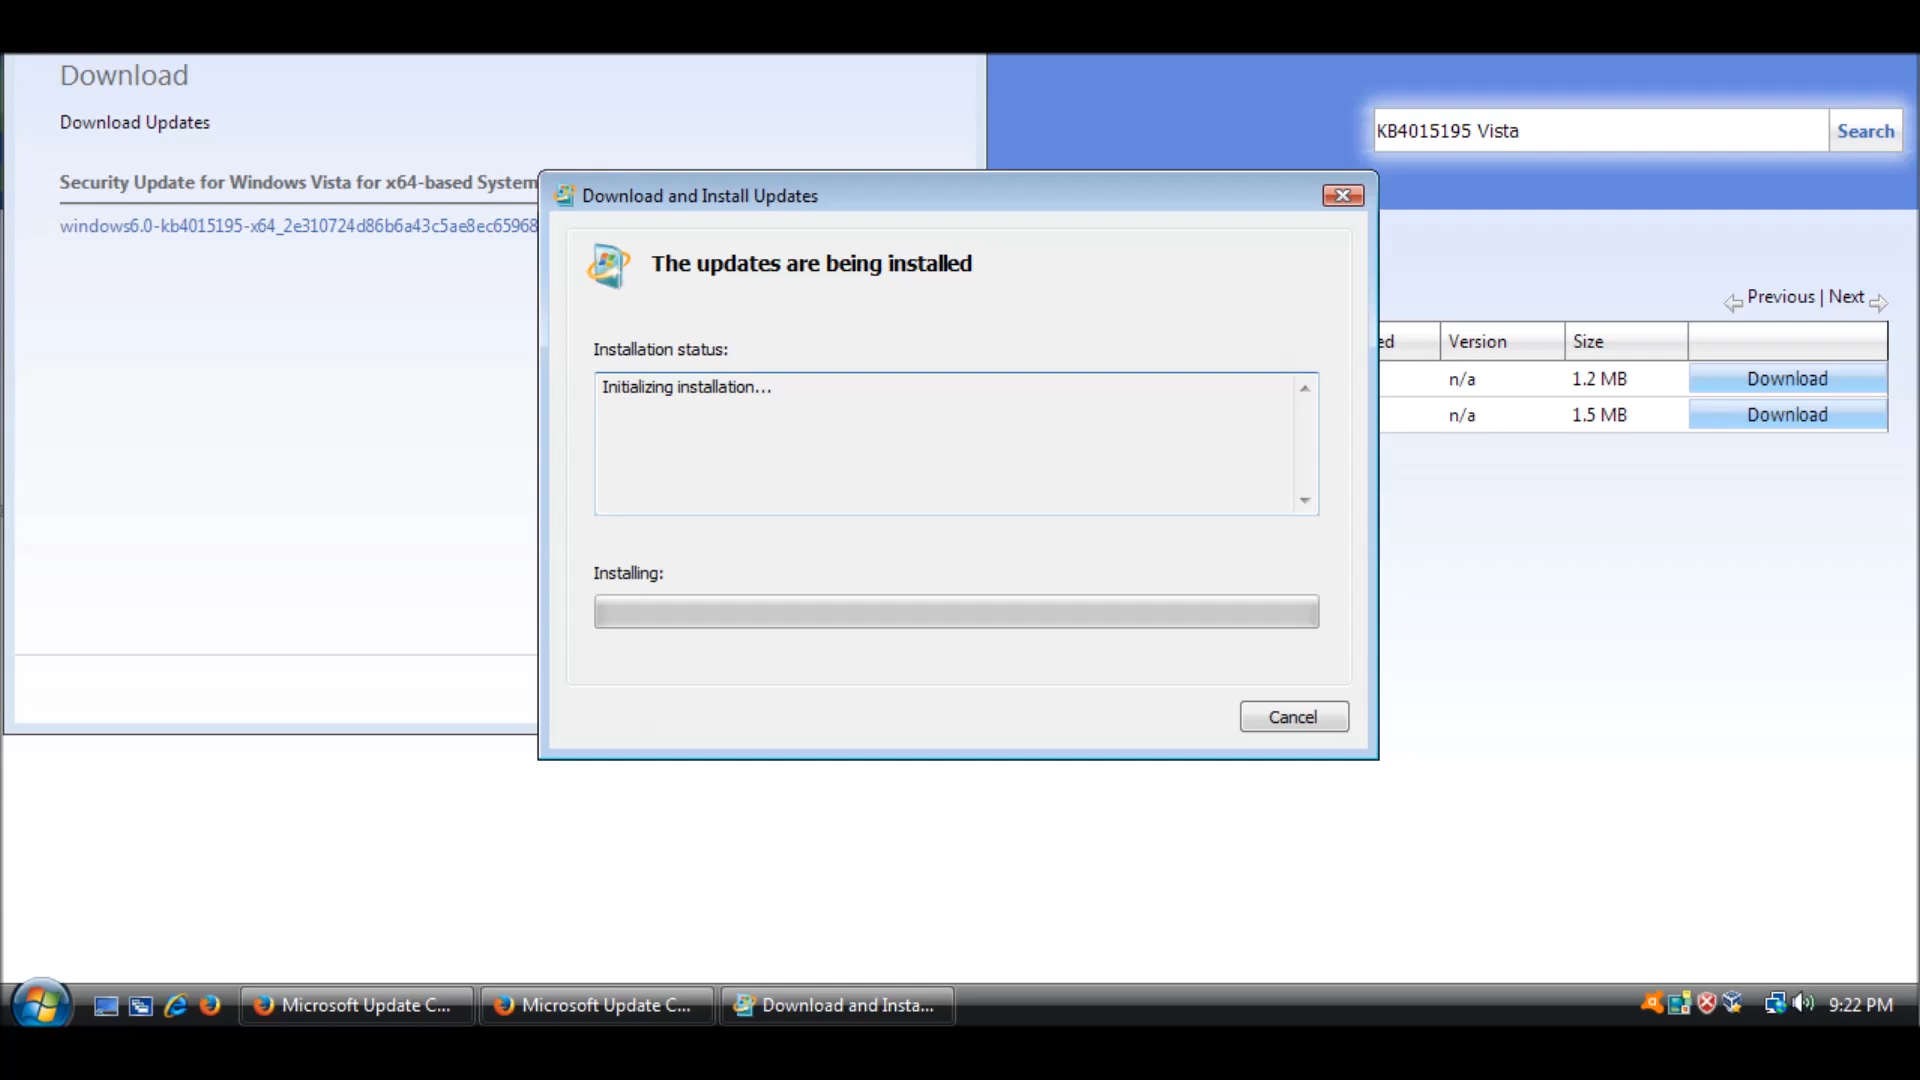 Download
Download Updates
Security Update for Windows Vista for x64-based System
windows6.0-kb4015195-x64_2e310724d86b6a43c5ae8ec65968
KB4015195 Vista
Search
Previous | Next
ed
Version
Size
n/a
1.2 MB
Download
n/a
1.5 MB
Download
Download and Install Updates
The updates are being installed
Installation status:
Initializing installation...
Installing:
Cancel
Microsoft Update C...
Microsoft Update C...
Download and Insta...
9:22 PM